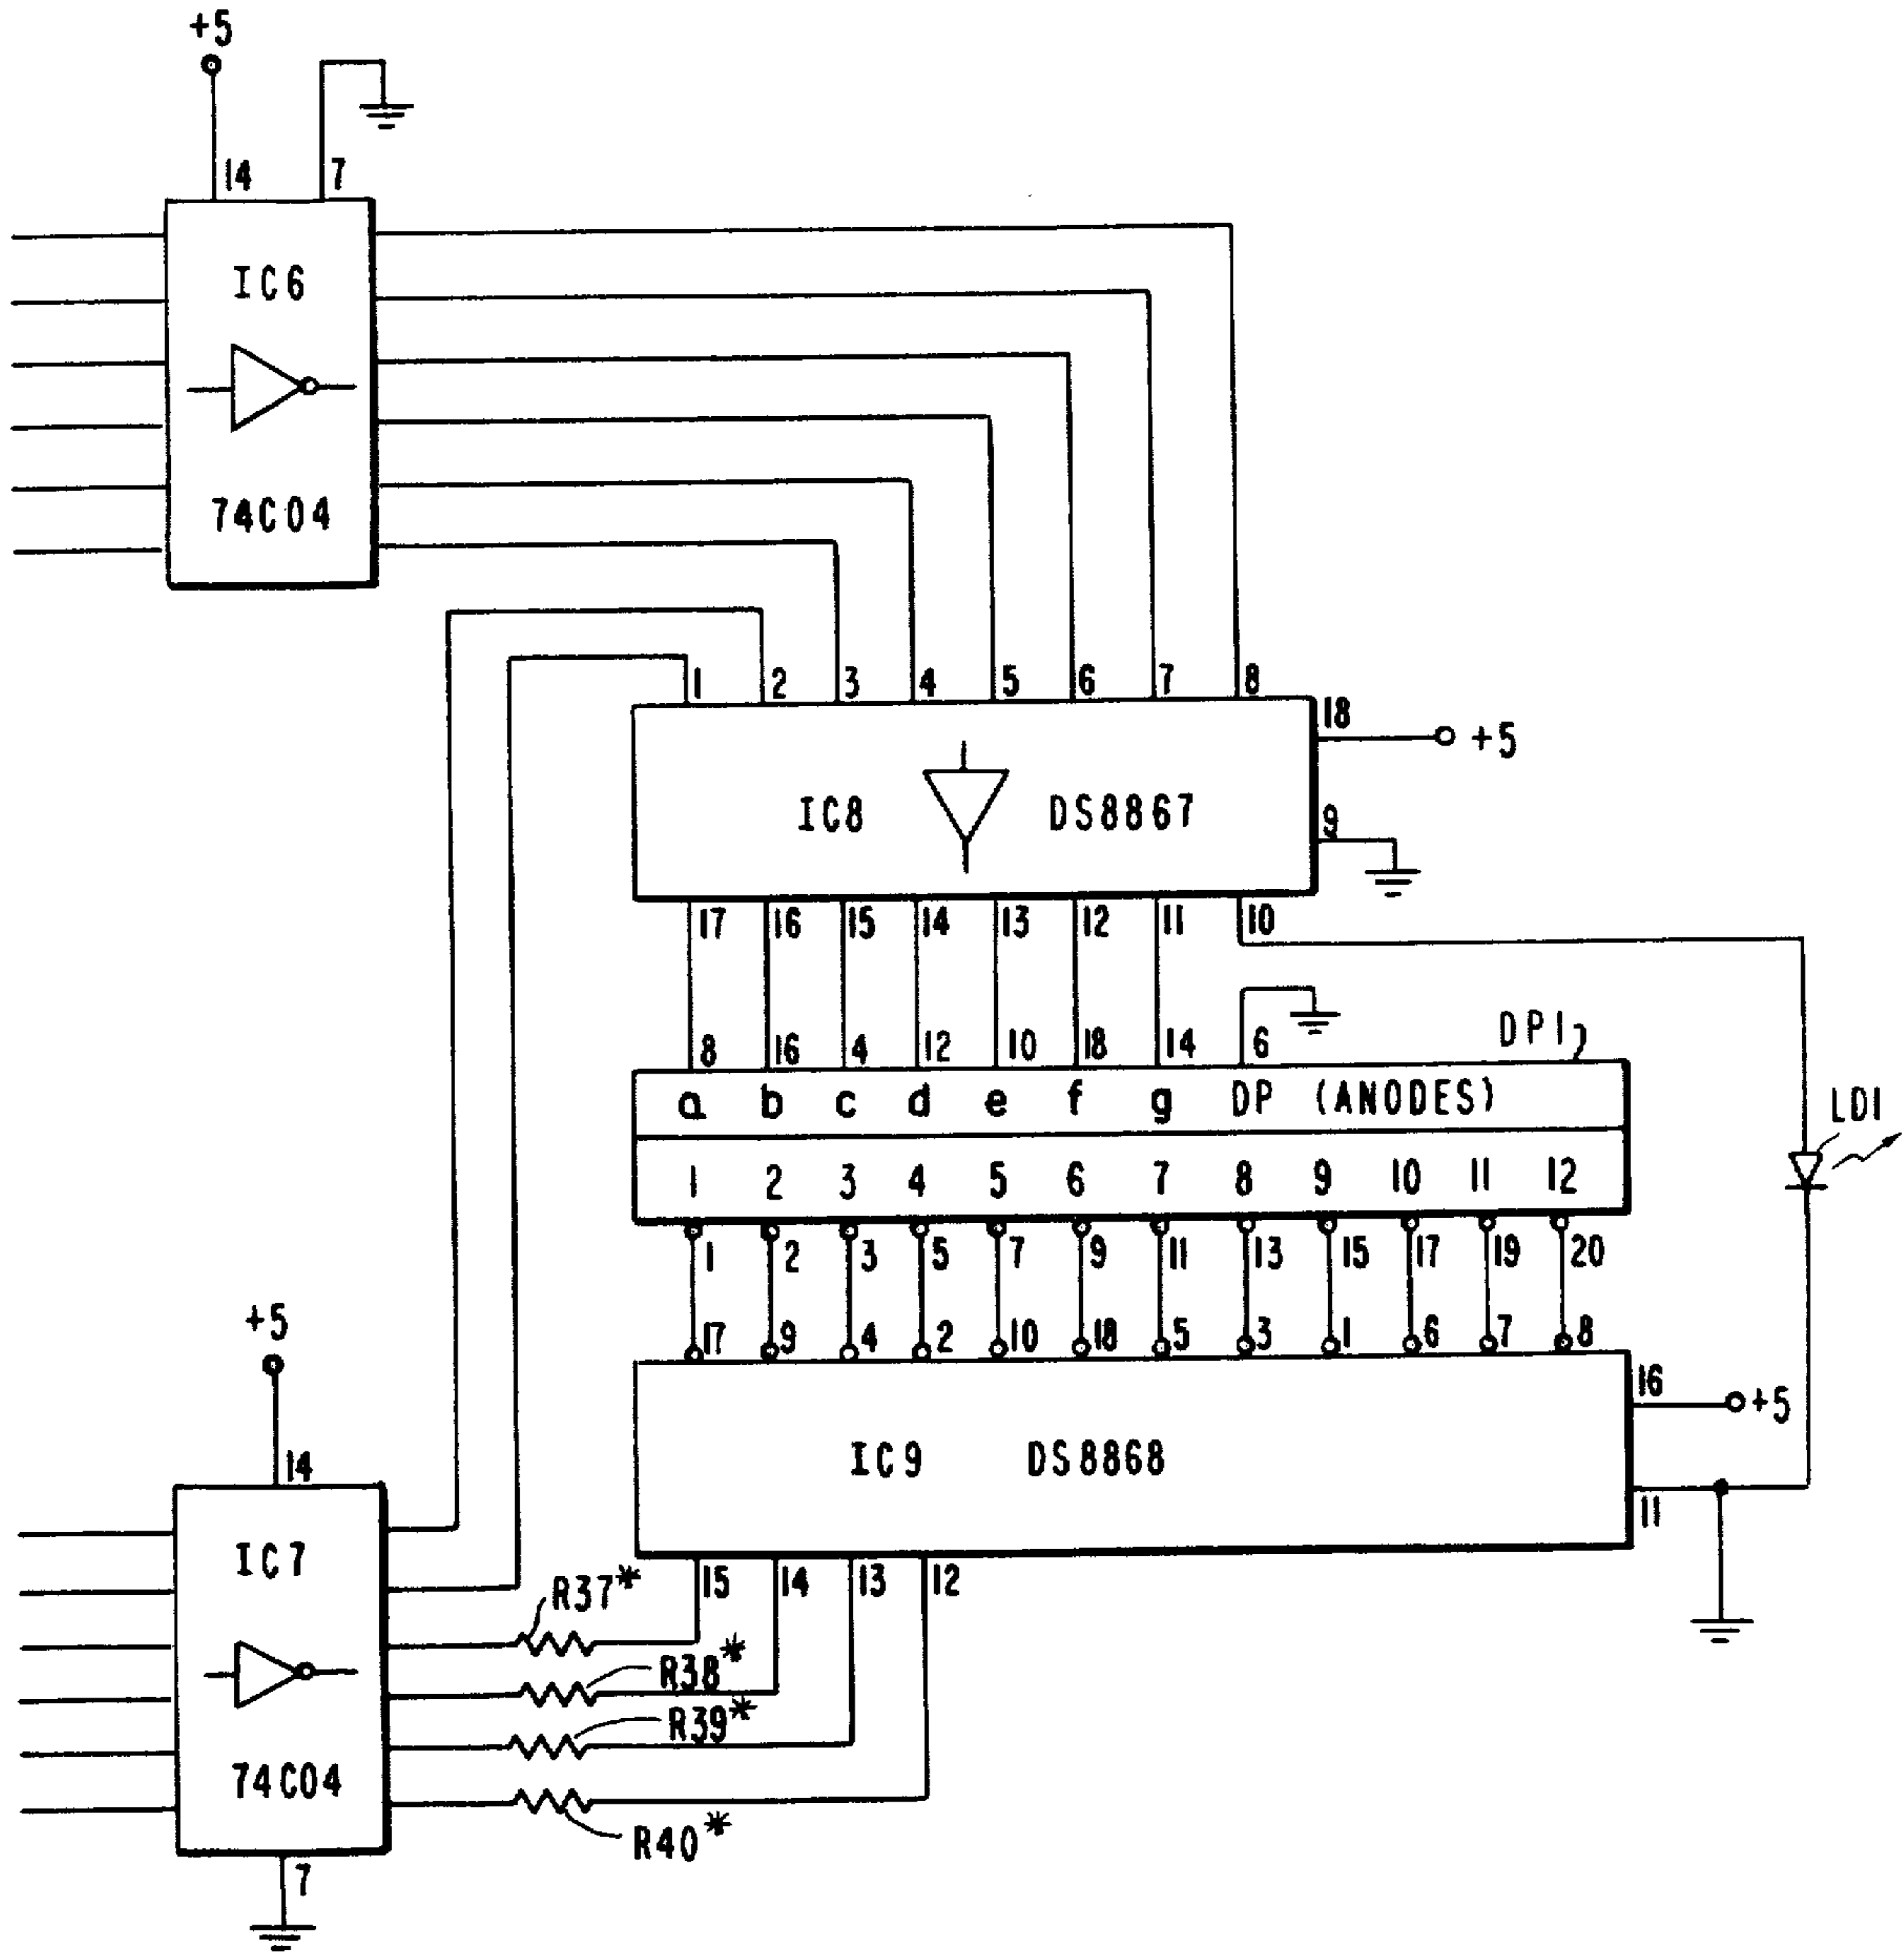 +5
14 7
IC6
74C04
1 2 3 4 5 6 7 8
18
+5
IC8 DS8867
9
17 16 15 14 13 12 11 10
8 16 4 12 10 18 14 6 DP1
a b c d e f g DP (ANODES)
LD1
1 2 3 4 5 6 7 8 9 10 11 12
1 2 3 5 7 9 11 13 15 17 19 20
17 9 4 2 10 18 5 3 1 6 7 8
+5
14
16
+5
IC9 DS8868
11
IC7
15 14 13 12
R37*
R38*
R39*
74C04
R40*
7